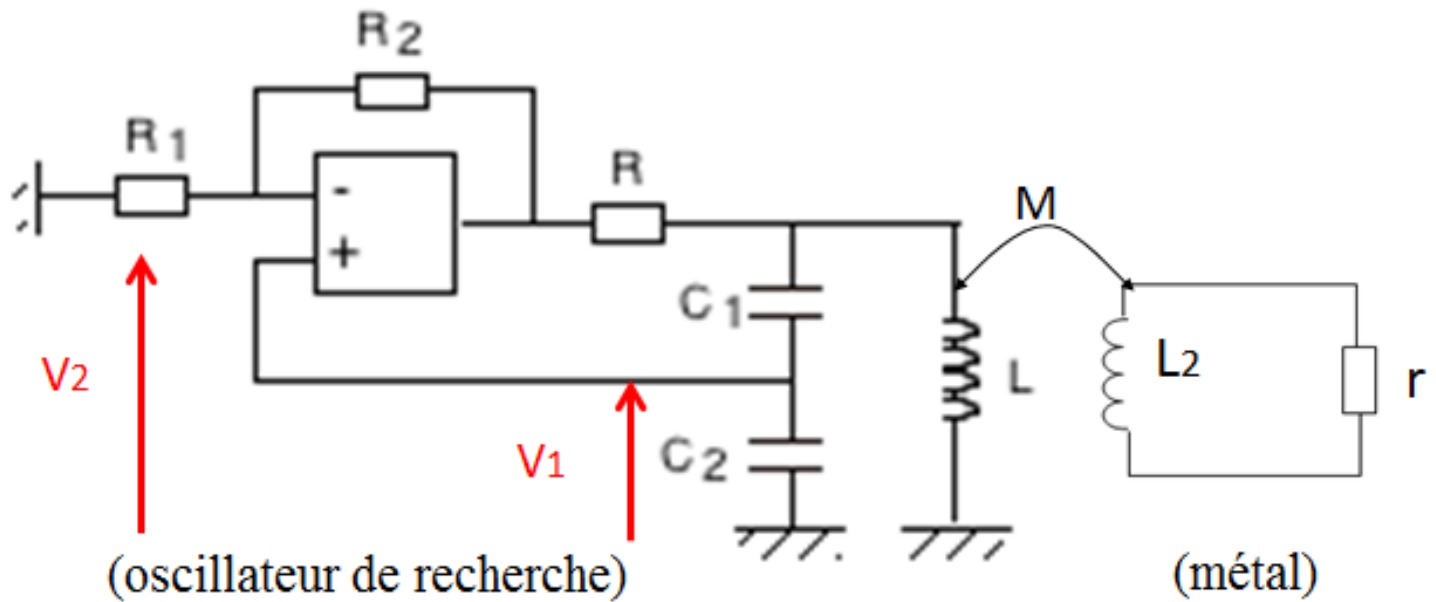 R2
R1
-
+
R
M
C1
L
L2
r
V2
V1
C2
(oscillateur de recherche)
(métal)